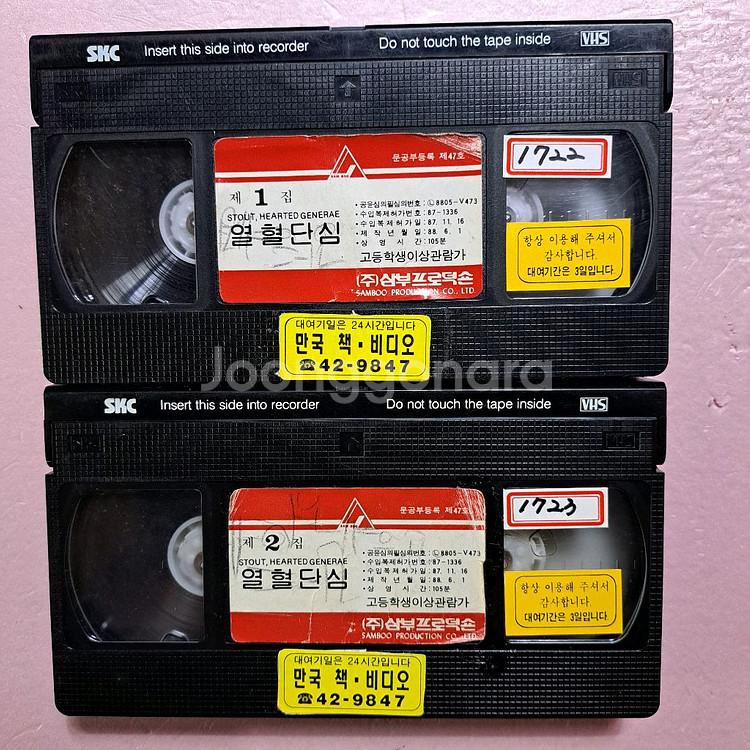 SKC Insert this side into recorder Do not touch the tape inside VHS
문공부등록 제47호
SAM BOO
제 1 집
STOUT, HEARTED GENERAE
열혈단심
• 공윤심의필심의번호 : Ⓛ8805-V473
• 수입복제허가번호 : 87-1336
• 수입복제허가일 : 87. 11. 16
• 제작년월일 : 88. 6. 1
• 상영시간 : 105분
고등학생이상관람가
(주)삼부프로덕숀
SAMBOO PRODUCTION CO., LTD.
1722
항상 이용해 주셔서
감사합니다.
대여기간은 3일입니다.
대여기일은 24시간입니다
만국 책·비디오
☎42-9847
Joonggonara
SKC Insert this side into recorder Do not touch the tape inside VHS
문공부등록 제47호
제 2 집
STOUT, HEARTED GENERAE
열혈단심
• 공윤심의필심의번호 : Ⓛ8805-V473
• 수입복제허가번호 : 87-1336
• 수입복제허가일 : 87. 11. 16
• 제작년월일 : 88. 6. 1
• 상영시간 : 105분
고등학생이상관람가
(주)삼부프로덕숀
SAMBOO PRODUCTION CO., LTD.
1723
항상 이용해 주셔서
감사합니다.
대여기간은 3일입니다.
대여기일은 24시간입니다
만국 책·비디오
☎42-9847